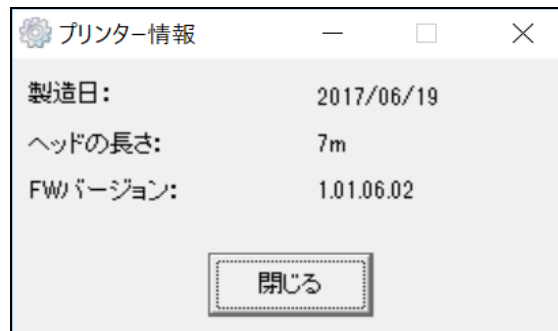 プリンター情報
製造日: 2017/06/19
ヘッドの長さ: 7m
FWバージョン: 1.01.06.02
閉じる